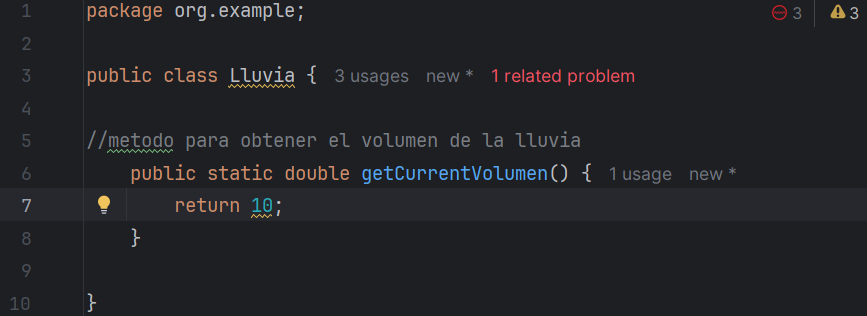 1 package org.example; 3 3
2
3 public class Lluvia { 3 usages new * 1 related problem
4
5 //metodo para obtener el volumen de la lluvia
6 public static double getCurrentVolumen() { 1 usage new *
7 return 10;
8 }
9
10 }